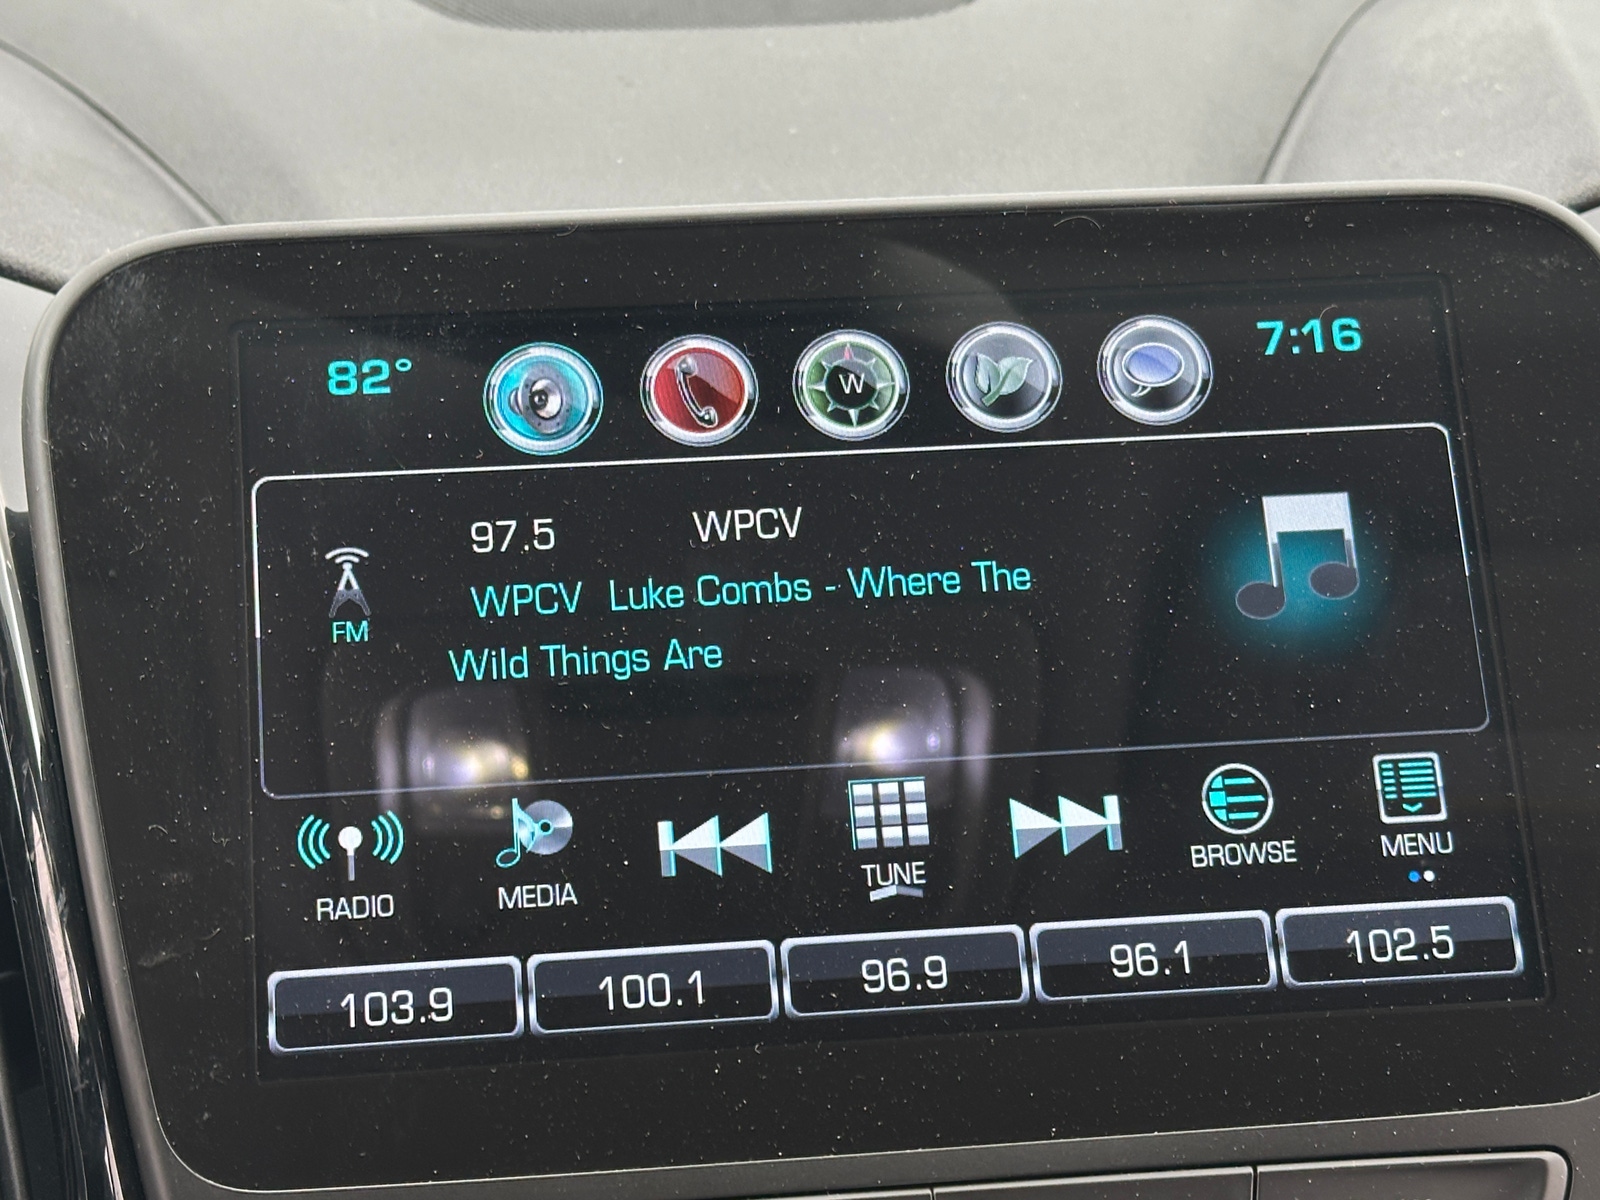 82° 7:16
W
97.5 WPCV
WPCV Luke Combs - Where The
Wild Things Are
FM
RADIO MEDIA TUNE BROWSE MENU
103.9 100.1 96.9 96.1 102.5